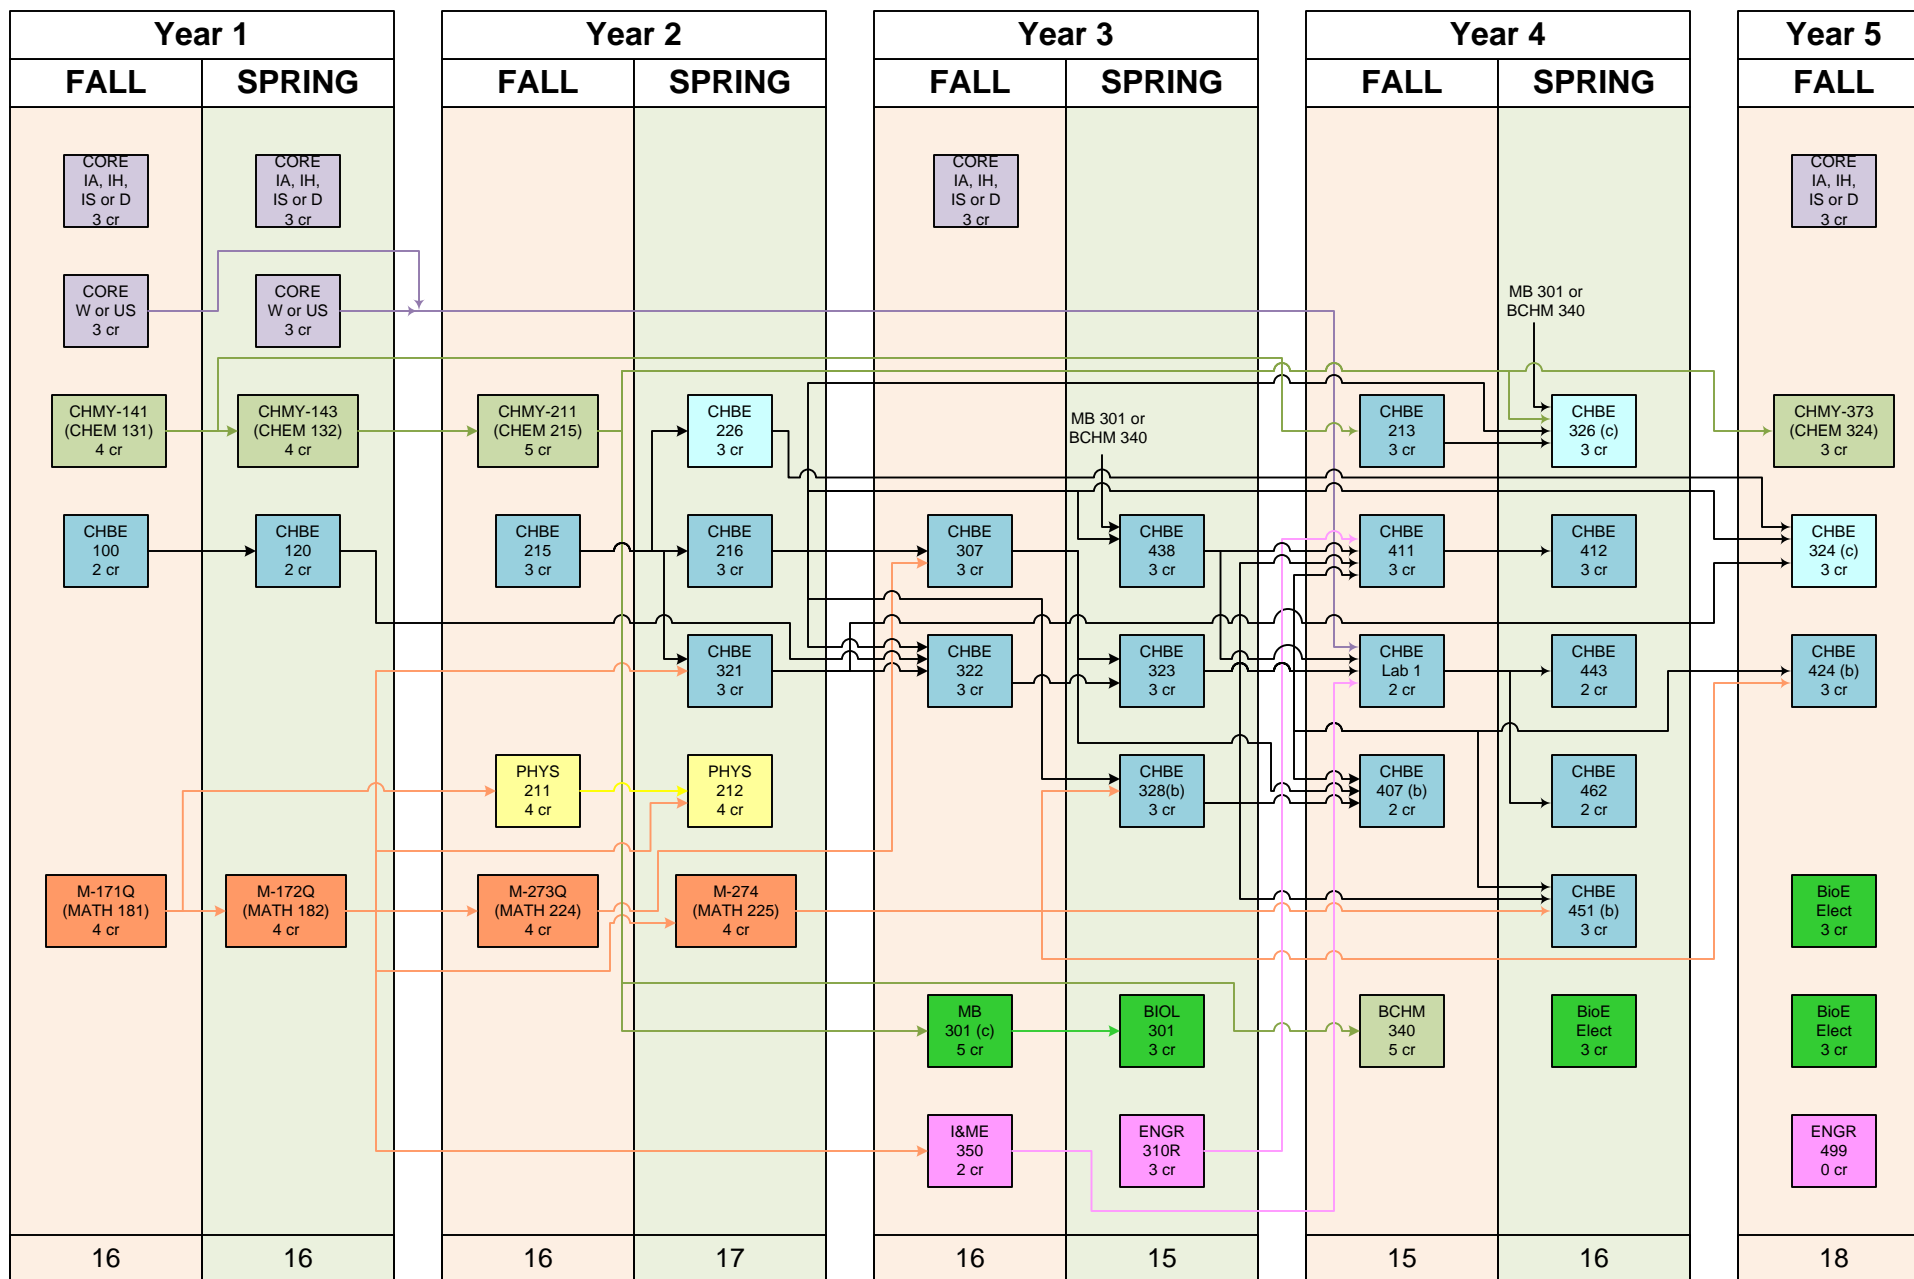 Year 1
Year 2
Year 3
Year 4
Year 5
FALL
SPRING
FALL
SPRING
FALL
SPRING
FALL
SPRING
FALL
CORE
IA, IH,
IS or D
3 cr
CORE
IA, IH,
IS or D
3 cr
CORE
IA, IH,
IS or D
3 cr
CORE
IA, IH,
IS or D
3 cr
CORE
W or US
3 cr
CORE
W or US
3 cr
MB 301 or
BCHM 340
CHMY-141
(CHEM 131)
4 cr
CHMY-143
(CHEM 132)
4 cr
CHMY-211
(CHEM 215)
5 cr
CHBE
226
3 cr
MB 301 or
BCHM 340
CHBE
213
3 cr
CHBE
326 (c)
3 cr
CHMY-373
(CHEM 324)
3 cr
CHBE
100
2 cr
CHBE
120
2 cr
CHBE
215
3 cr
CHBE
216
3 cr
CHBE
307
3 cr
CHBE
438
3 cr
CHBE
411
3 cr
CHBE
412
3 cr
CHBE
324 (c)
3 cr
CHBE
321
3 cr
CHBE
322
3 cr
CHBE
323
3 cr
CHBE
Lab 1
2 cr
CHBE
443
2 cr
CHBE
424 (b)
3 cr
PHYS
211
4 cr
PHYS
212
4 cr
CHBE
328(b)
3 cr
CHBE
407 (b)
2 cr
CHBE
462
2 cr
M-171Q
(MATH 181)
4 cr
M-172Q
(MATH 182)
4 cr
M-273Q
(MATH 224)
4 cr
M-274
(MATH 225)
4 cr
CHBE
451 (b)
3 cr
BioE
Elect
3 cr
MB
301 (c)
5 cr
BIOL
301
3 cr
BCHM
340
5 cr
BioE
Elect
3 cr
BioE
Elect
3 cr
I&ME
350
2 cr
ENGR
310R
3 cr
ENGR
499
0 cr
16
16
16
17
16
15
15
16
18